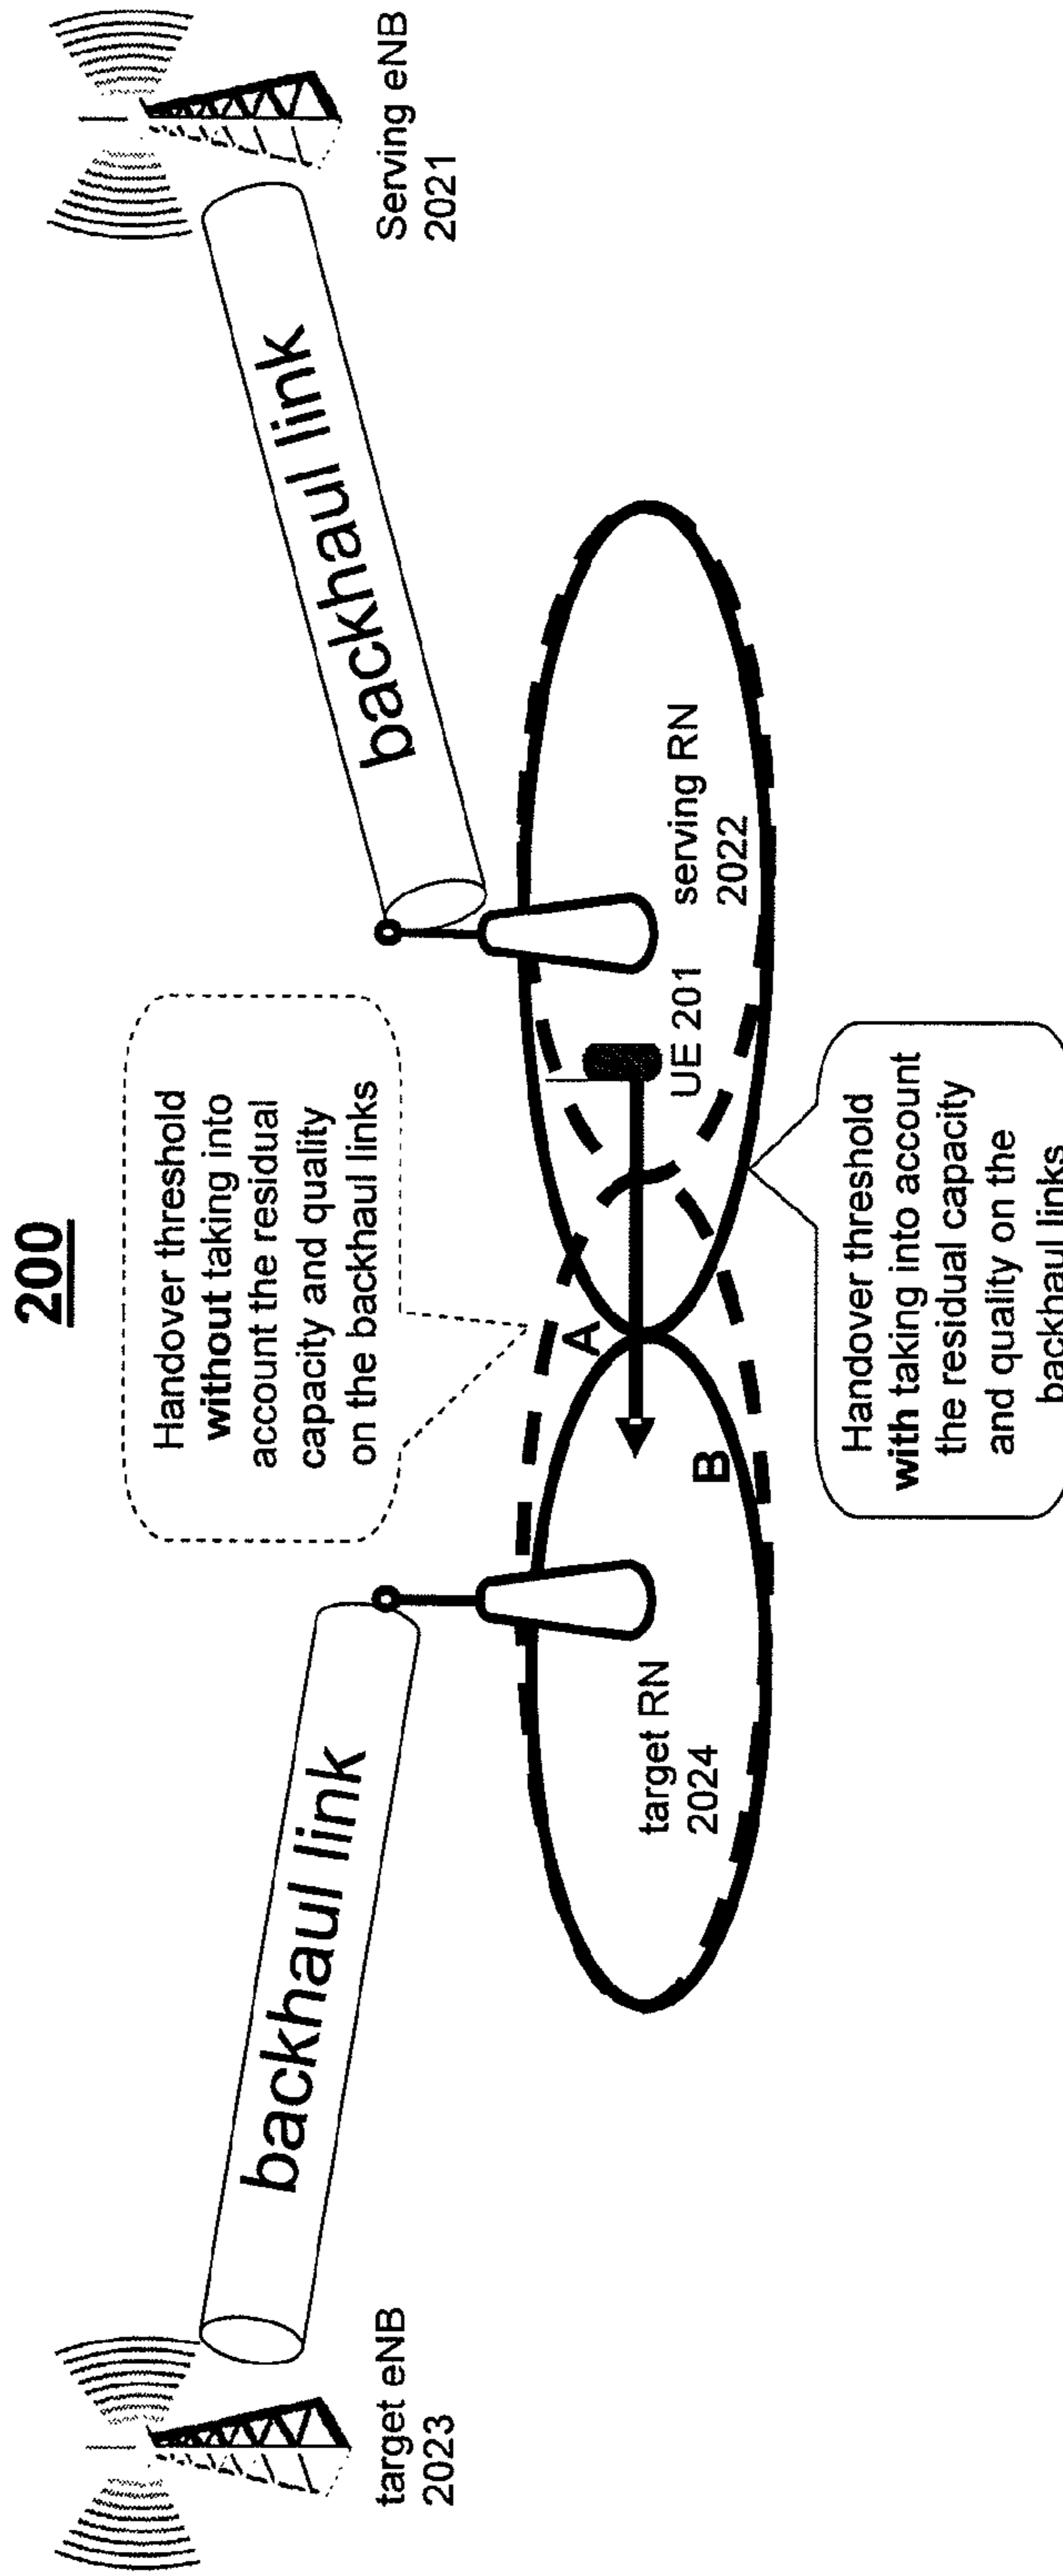 200
Handover threshold
without taking into
account the residual
capacity and quality
on the backhaul links
backhaul link
backhaul link
target eNB
2023
Serving eNB
2021
A
B
target RN
2024
UE 201
serving RN
2022
Handover threshold
with taking into account
the residual capacity
and quality on the
backhaul links